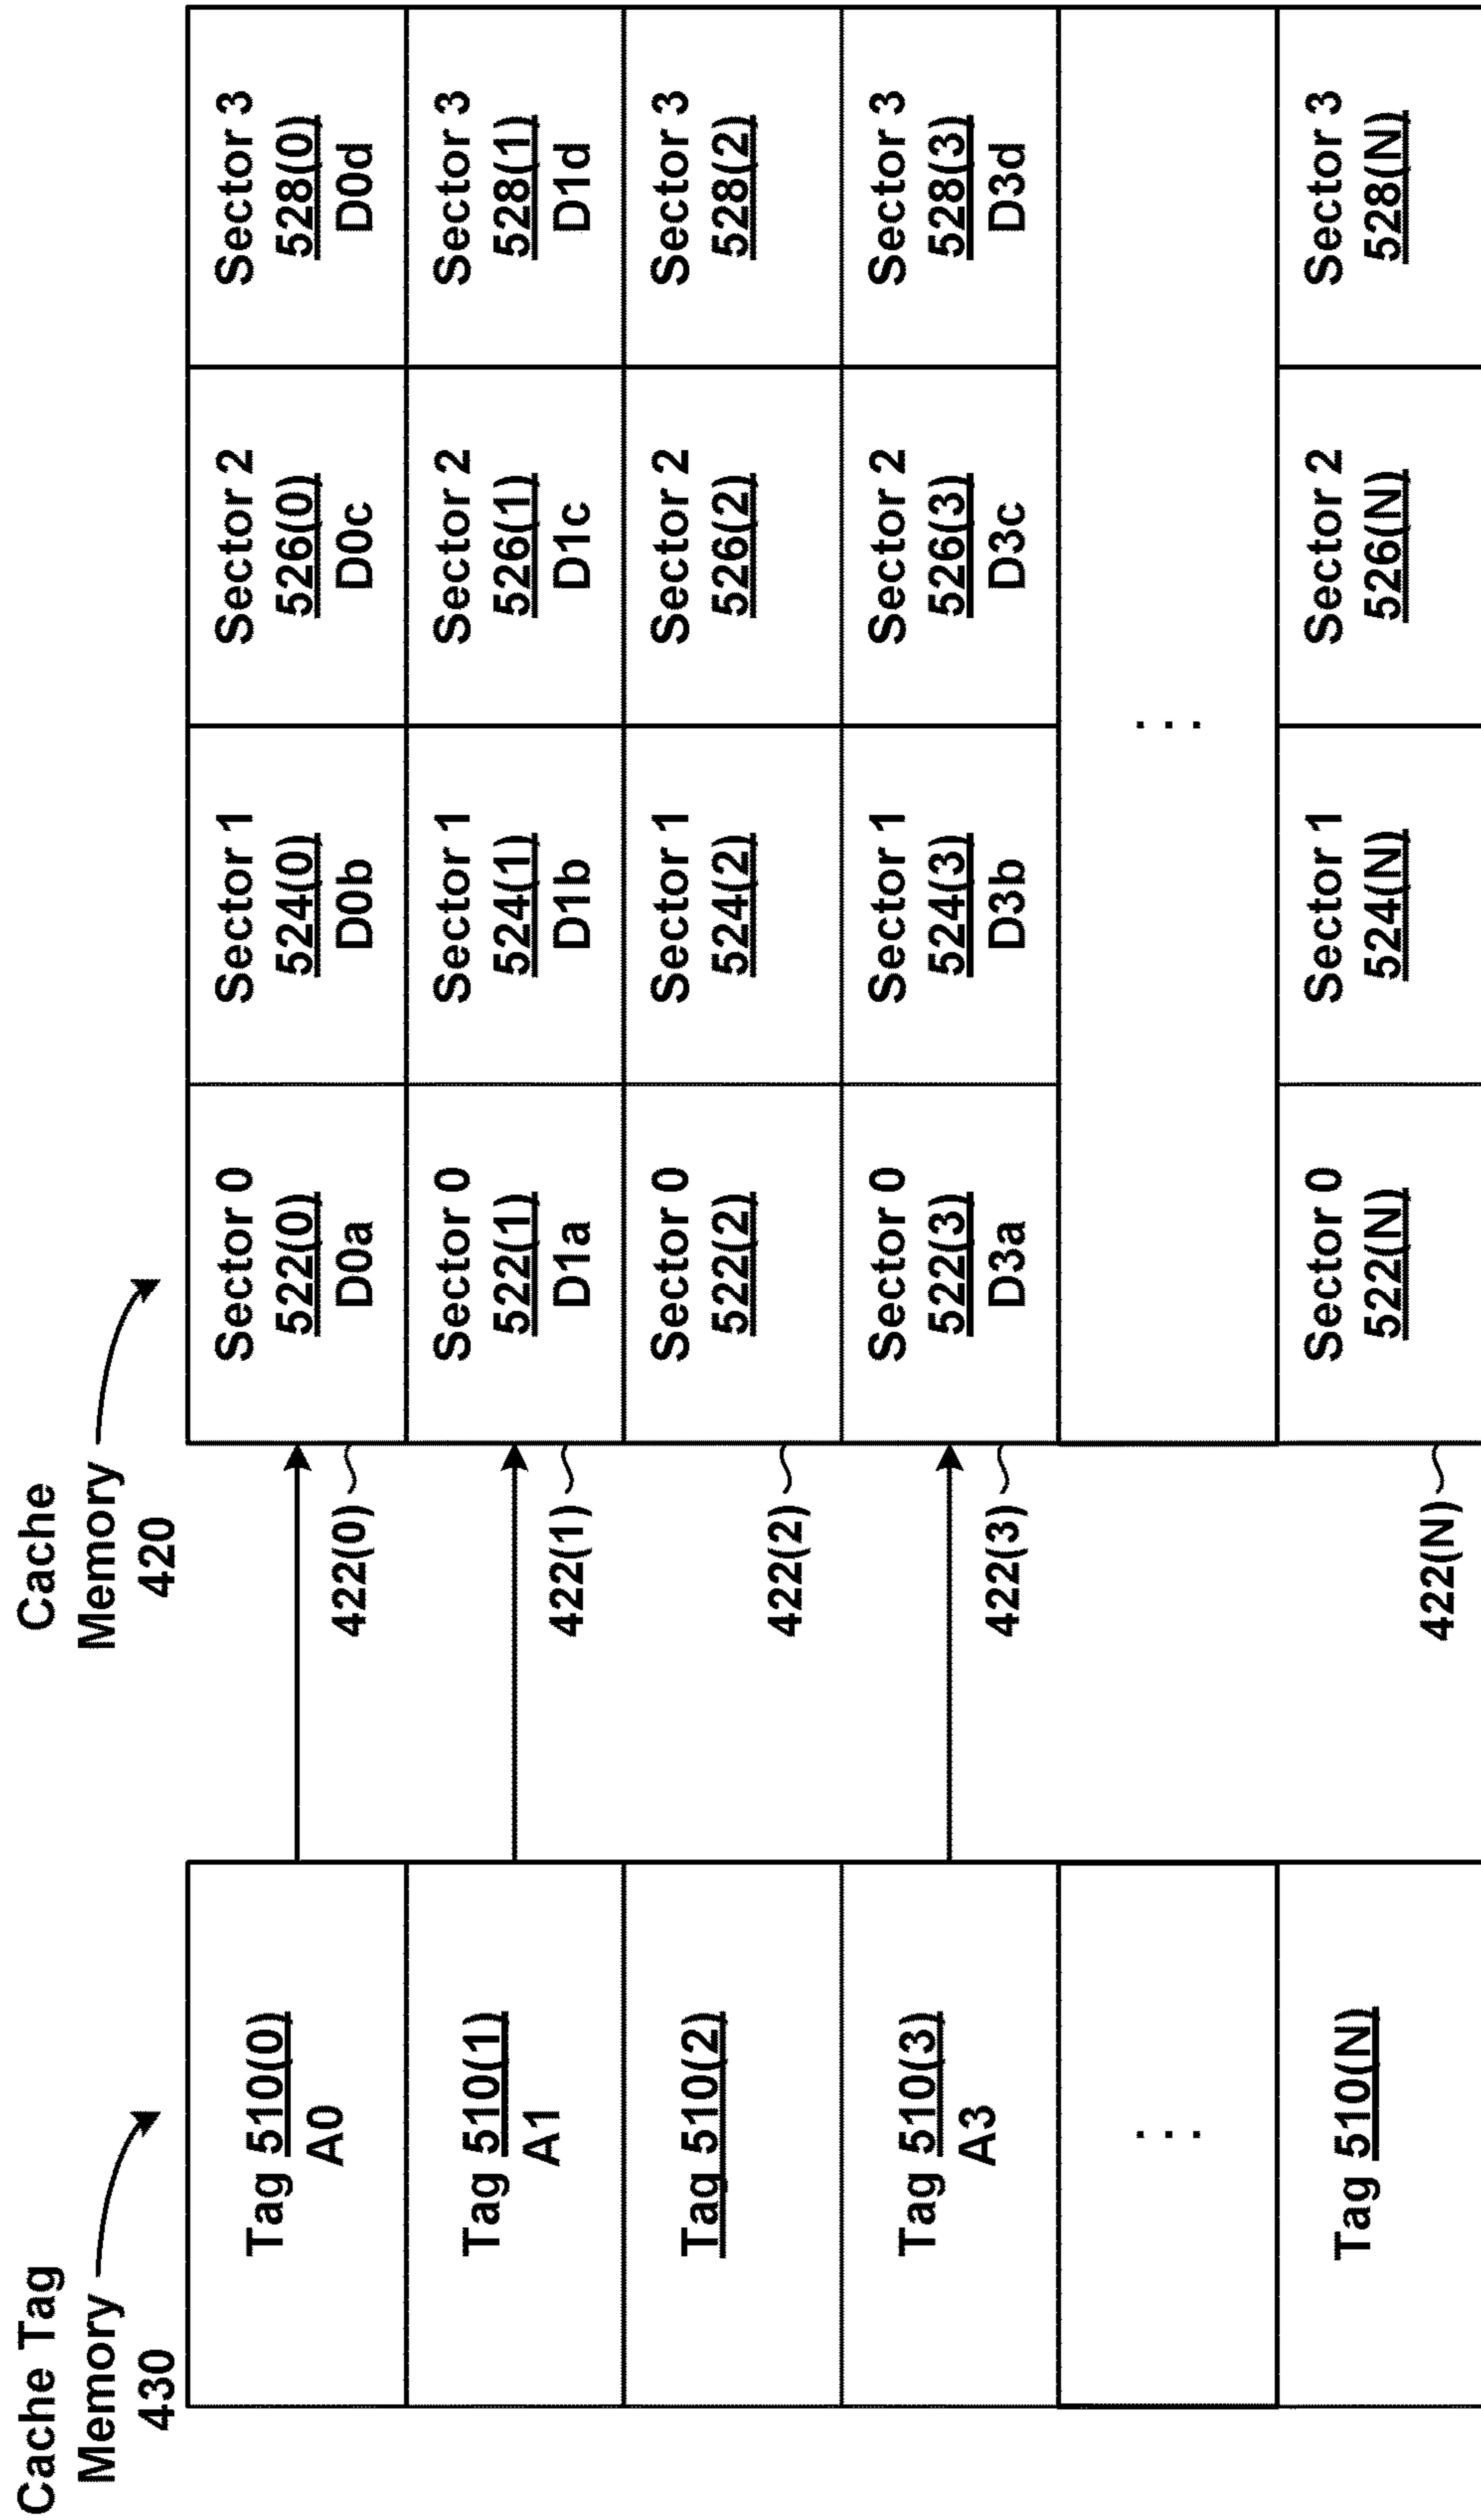 Cache Tag
Memory
430
Cache
Memory
420
Tag 510(0)
A0
422(0)
Sector 0
522(0)
D0a
Sector 1
524(0)
D0b
Sector 2
526(0)
D0c
Sector 3
528(0)
D0d
Tag 510(1)
A1
422(1)
Sector 0
522(1)
D1a
Sector 1
524(1)
D1b
Sector 2
526(1)
D1c
Sector 3
528(1)
D1d
Tag 510(2)
422(2)
Sector 0
522(2)
Sector 1
524(2)
Sector 2
526(2)
Sector 3
528(2)
Tag 510(3)
A3
422(3)
Sector 0
522(3)
D3a
Sector 1
524(3)
D3b
Sector 2
526(3)
D3c
Sector 3
528(3)
D3d
...
...
Tag 510(N)
422(N)
Sector 0
522(N)
Sector 1
524(N)
Sector 2
526(N)
Sector 3
528(N)